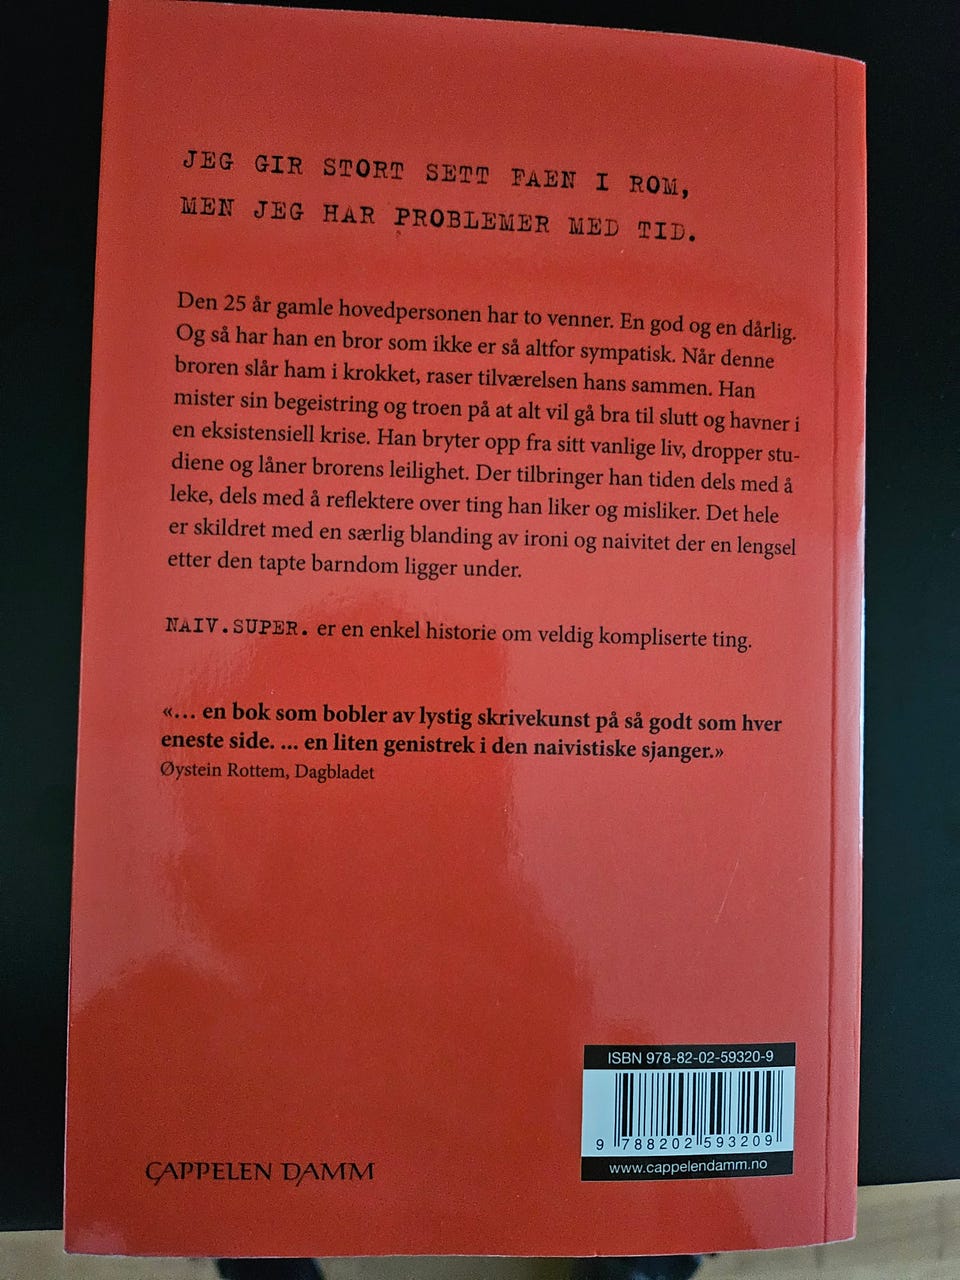 JEG GIR STORT SETT FAEN I ROM,
MEN JEG HAR PROBLEMER MED TID.
Den 25 år gamle hovedpersonen har to venner. En god og en dårlig.
Og så har han en bror som ikke er så altfor sympatisk. Når denne
broren slår ham i krokket, raser tilværelsen hans sammen. Han
mister sin begeistring og troen på at alt vil gå bra til slutt og havner i
en eksistensiell krise. Han bryter opp fra sitt vanlige liv, dropper stu-
diene og låner brorens leilighet. Der tilbringer han tiden dels med å
leke, dels med å reflektere over ting han liker og misliker. Det hele
er skildret med en særlig blanding av ironi og naivitet der en lengsel
etter den tapte barndom ligger under.
NAIV.SUPER. er en enkel historie om veldig kompliserte ting.
«… en bok som bobler av lystig skrivekunst på så godt som hver
eneste side. ... en liten genistrek i den naivistiske sjanger.»
Øystein Rottem, Dagbladet
ISBN 978-82-02-59320-9
9 788202 593209
www.cappelendamm.no
CAPPELEN DAMM